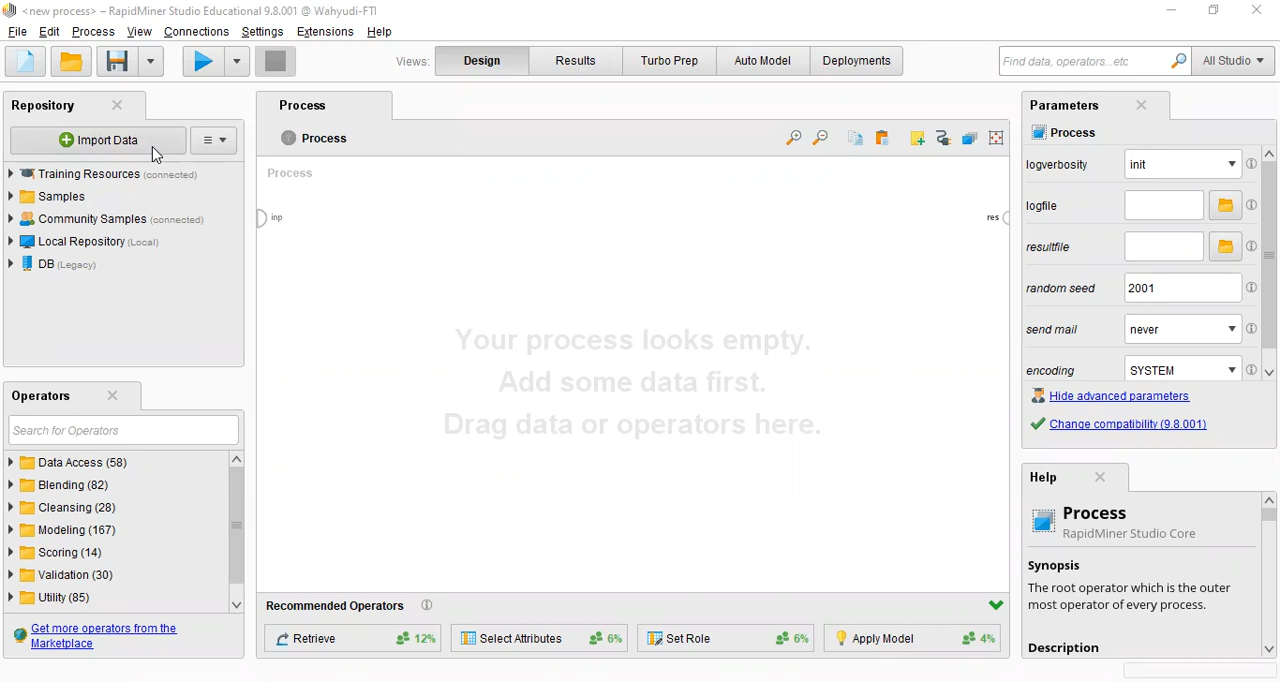 <new process> – RapidMiner Studio Educational 9.8.001 @ Wahyudi-FTI
File Edit Process View Connections Settings Extensions Help
Views: Design Results Turbo Prep Auto Model Deployments Find data, operators...etc All Studio
Repository
Import Data
Training Resources (connected)
Samples
Community Samples (connected)
Local Repository (Local)
DB (Legacy)
Operators
Search for Operators
Data Access (58)
Blending (82)
Cleansing (28)
Modeling (167)
Scoring (14)
Validation (30)
Utility (85)
Get more operators from the
Marketplace
Process
Process
Process
inp
res
Your process looks empty.
Add some data first.
Drag data or operators here.
Recommended Operators
Retrieve 12%
Select Attributes 6%
Set Role 6%
Apply Model 4%
Parameters
Process
logverbosity init
logfile
resultfile
random seed 2001
send mail never
encoding SYSTEM
Hide advanced parameters
Change compatibility (9.8.001)
Help
Process
RapidMiner Studio Core
Synopsis
The root operator which is the outer
most operator of every process.
Description